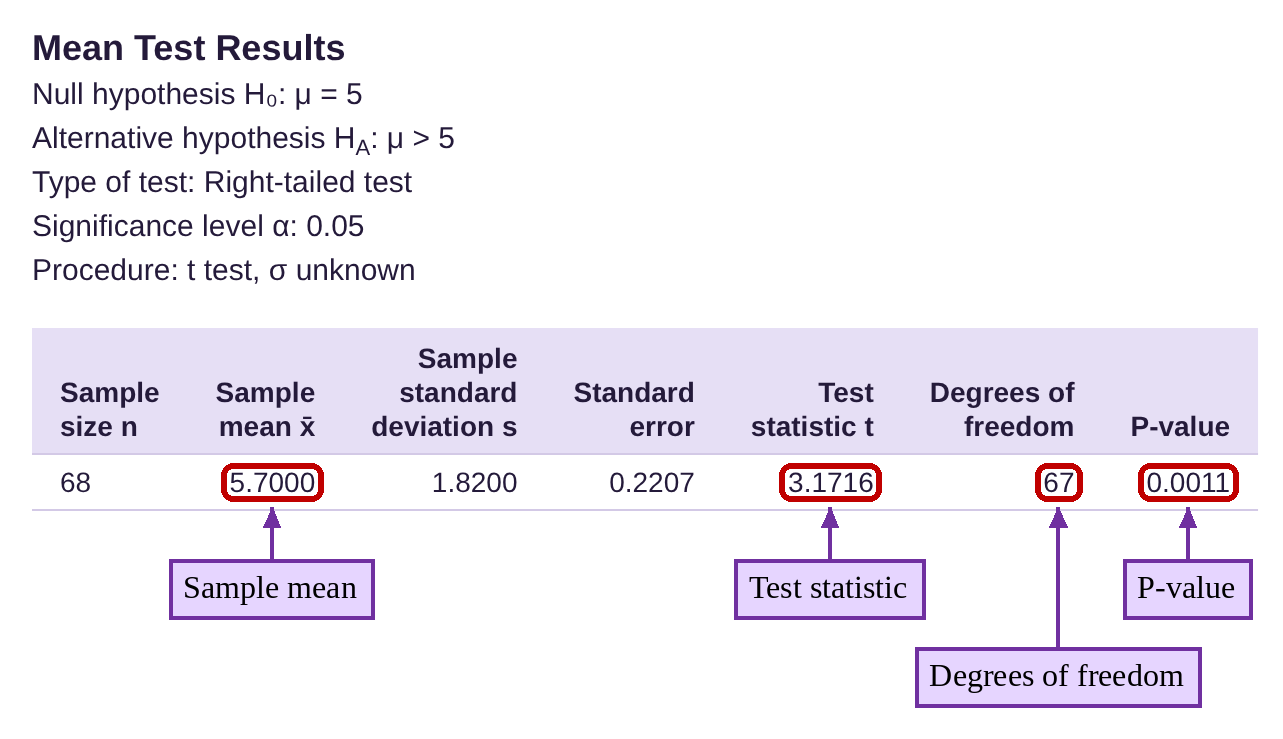 Mean Test Results
Null hypothesis H₀: μ = 5
Alternative hypothesis H_A: μ > 5
Type of test: Right-tailed test
Significance level α: 0.05
Procedure: t test, σ unknown
Sample size n	Sample mean x̄	Sample standard deviation s	Standard error	Test statistic t	Degrees of freedom	P-value
68	5.7000	1.8200	0.2207	3.1716	67	0.0011
Sample mean	Test statistic	P-value
Degrees of freedom